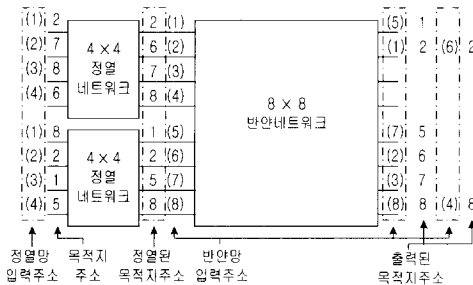 (1) 2 2 (1) (5) 1
(2) 7 4 × 4 6 (2) (1) 2 (6) 2
(3) 8 정열 7 (3) 8 × 8
(4) 6 네트워크 8 (4) 반얀네트워크
(1) 8 1 (5) (7) 5
(2) 2 4 × 4 2 (6) (2) 6
(3) 1 정열 5 (7) (3) 7
(4) 5 네트워크 8 (8) (8) 8 (4) 8
정열망 목적지 정열된 반얀망 출력된
입력주소 주소 목적지주소 입력주소 목적지주소